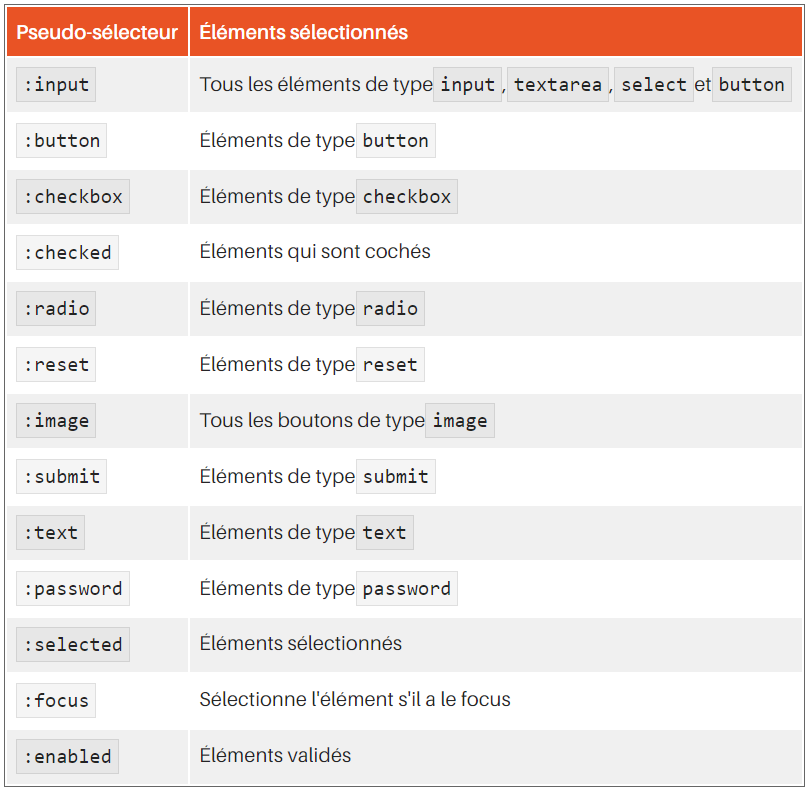 Pseudo-sélecteur Éléments sélectionnés
:input Tous les éléments de type input, textarea, select et button
:button Éléments de type button
:checkbox Éléments de type checkbox
:checked Éléments qui sont cochés
:radio Éléments de type radio
:reset Éléments de type reset
:image Tous les boutons de type image
:submit Éléments de type submit
:text Éléments de type text
:password Éléments de type password
:selected Éléments sélectionnés
:focus Sélectionne l'élément s'il a le focus
:enabled Éléments validés